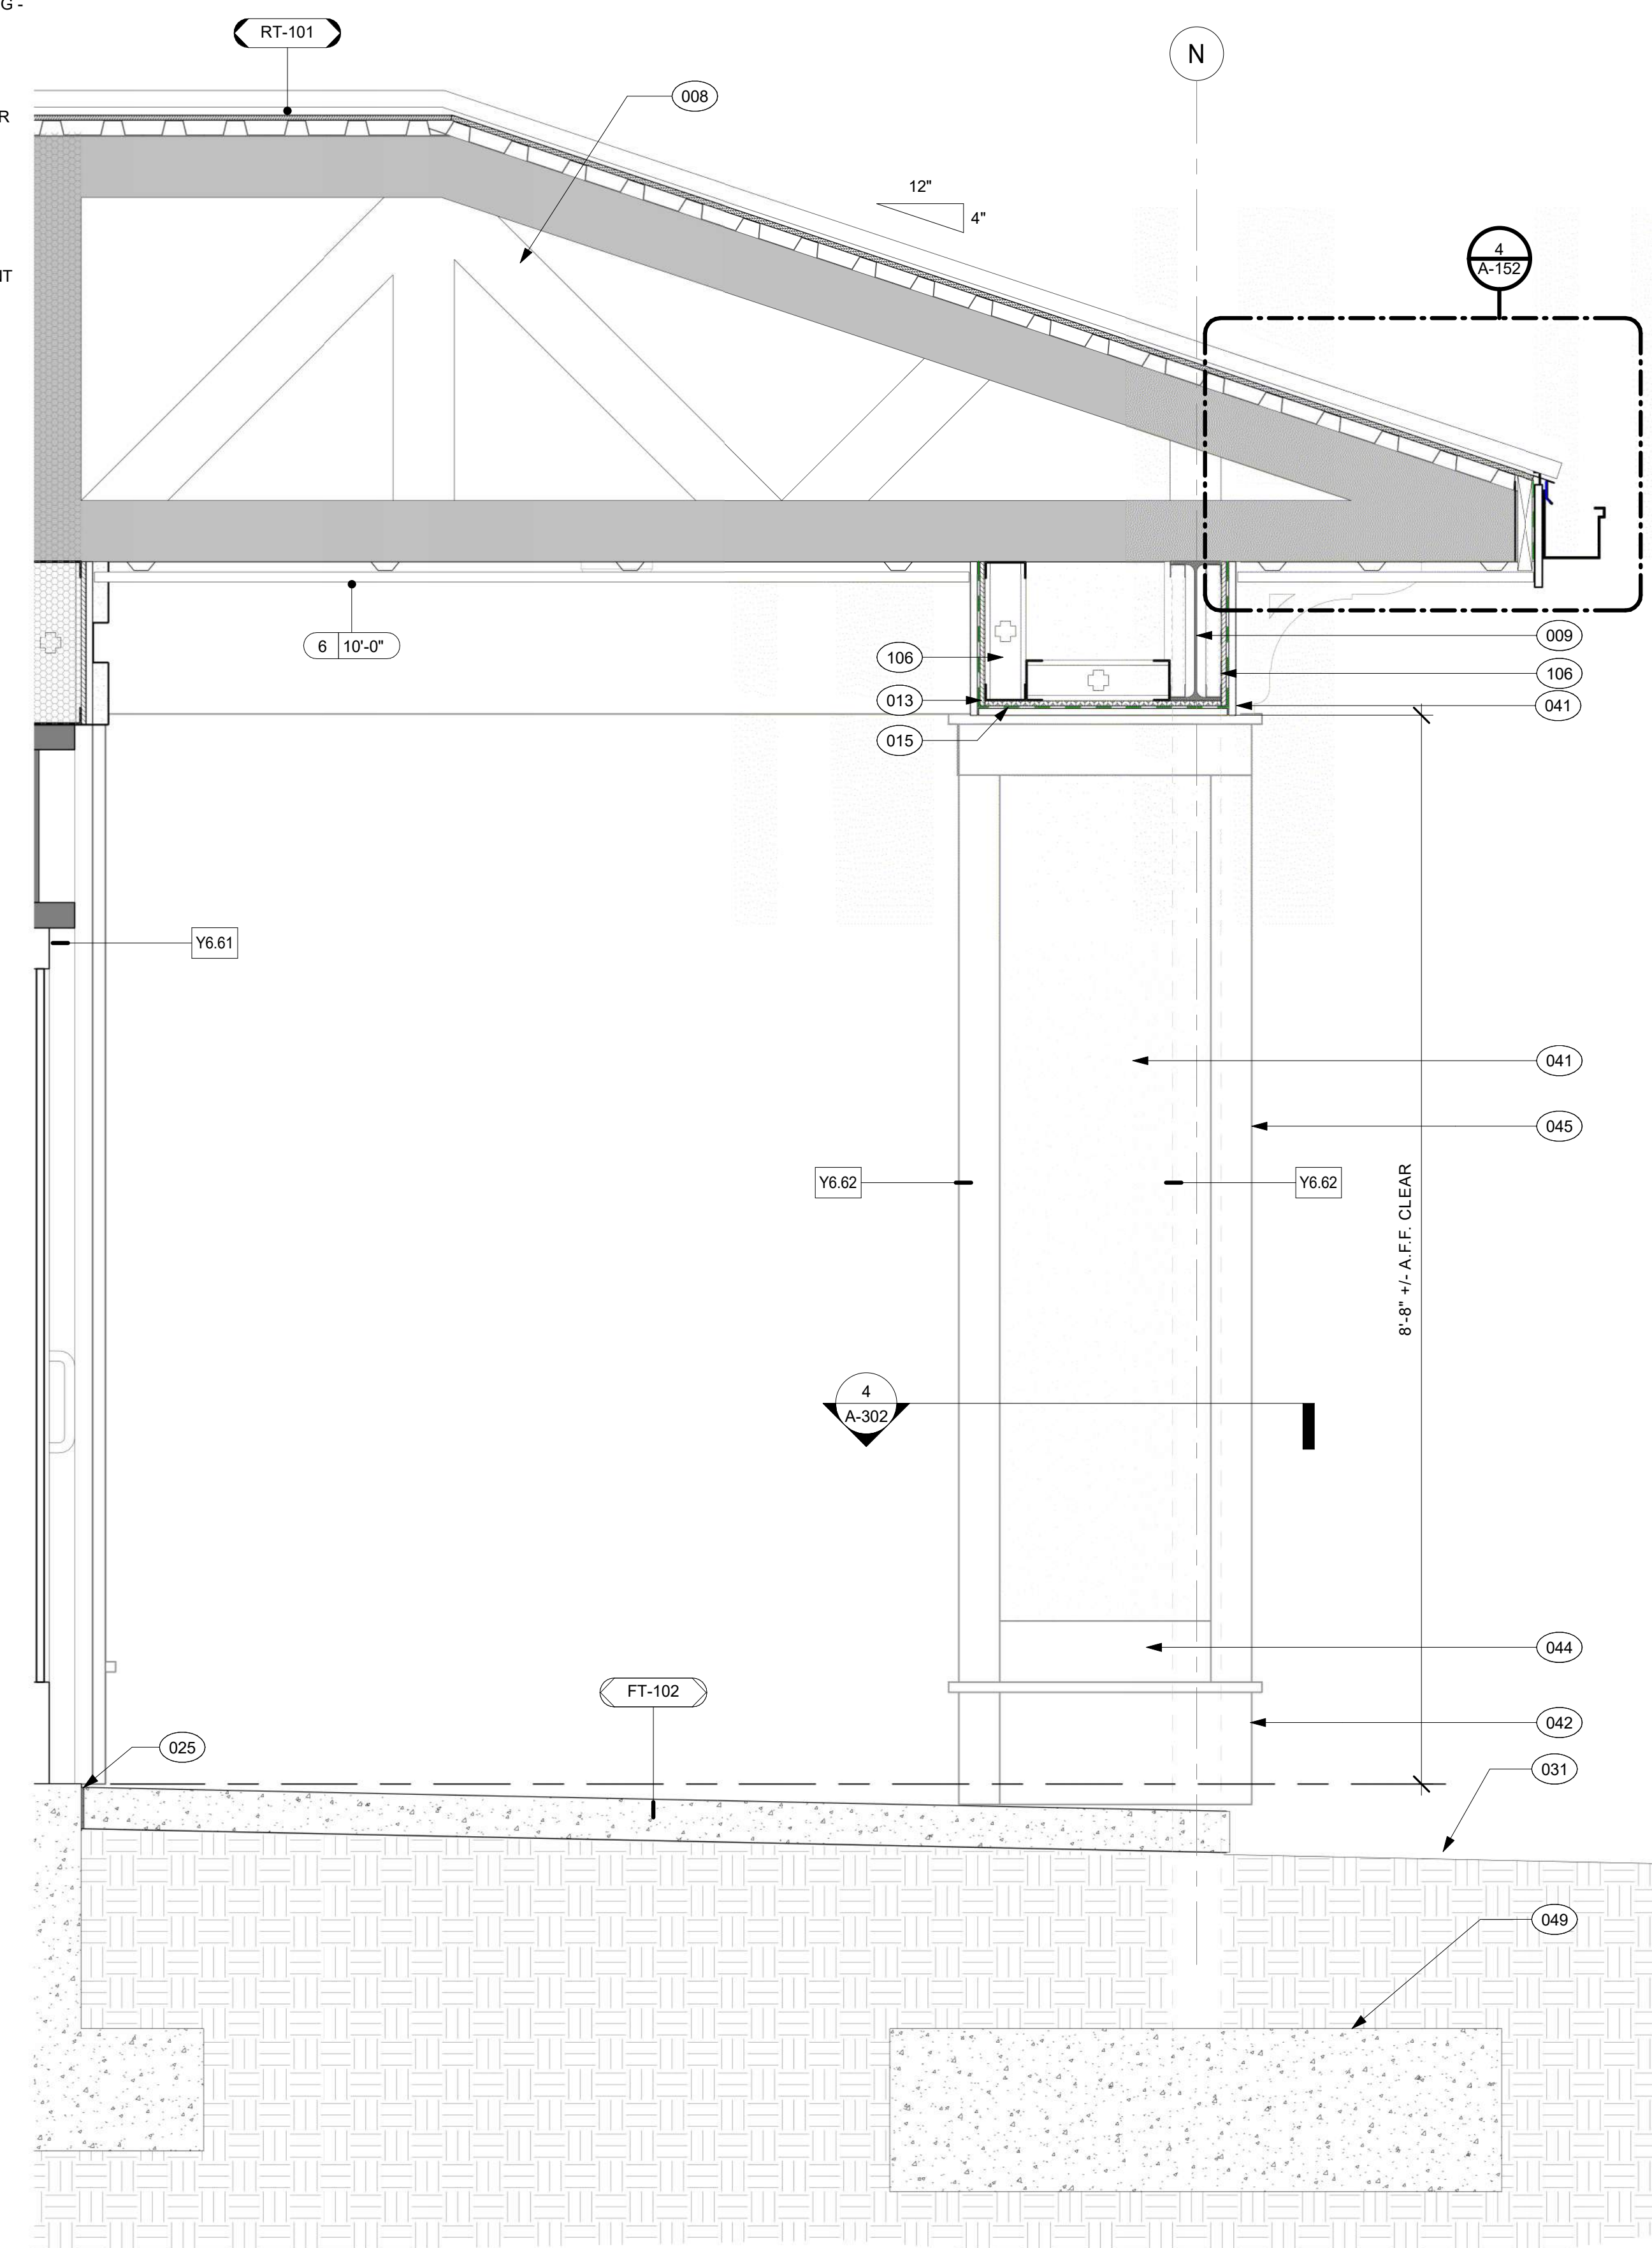 G -
RT-101
N
008
R
12"
4"
4
A-152
IT
009
6 10'-0"
106
106
013
041
015
Y6.61
041
045
8'-8" +/- A.F.F. CLEAR
Y6.62
Y6.62
4
A-302
044
FT-102
042
025
031
049